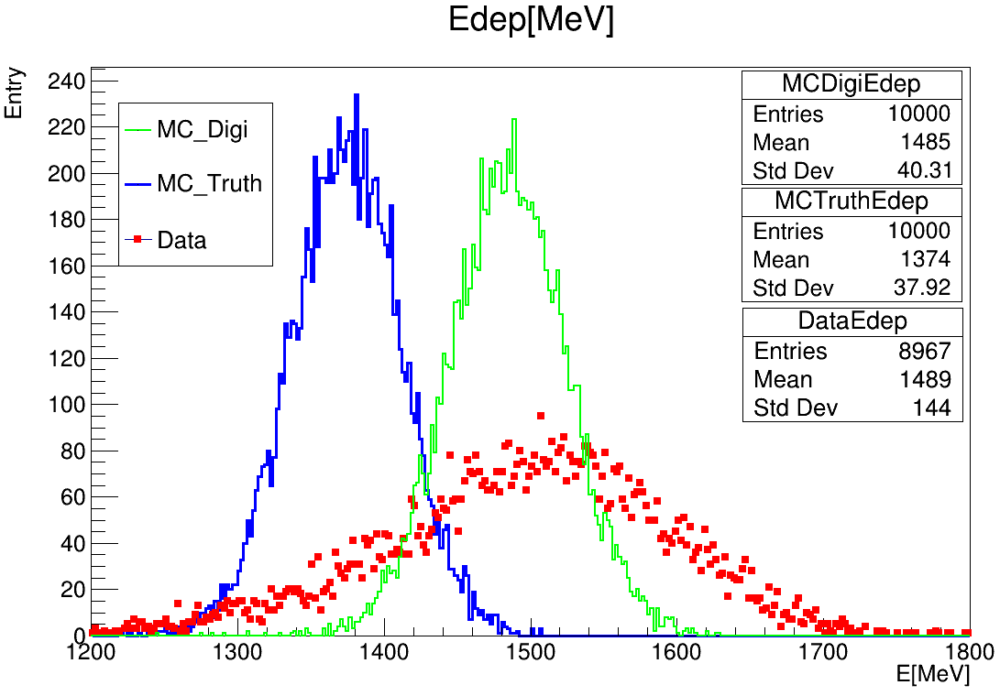 Edep[MeV]
Entry
240
220
200
180
160
140
120
100
80
60
40
20
0
MC_Digi
MC_Truth
Data
MCDigiEdep
Entries 10000
Mean 1485
Std Dev 40.31
MCTruthEdep
Entries 10000
Mean 1374
Std Dev 37.92
DataEdep
Entries 8967
Mean 1489
Std Dev 144
1200 1300 1400 1500 1600 1700 1800
E[MeV]